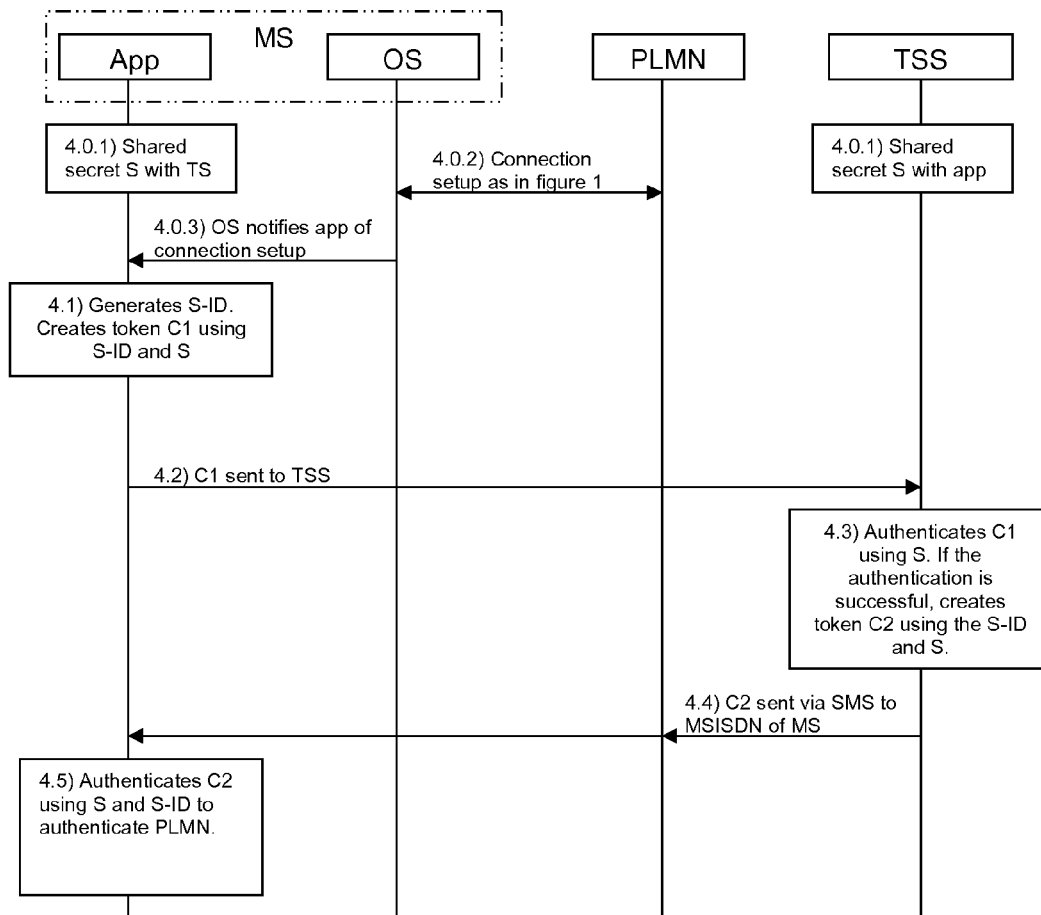 MS
App
OS
PLMN
TSS
4.0.1) Shared
secret S with TS
4.0.2) Connection
setup as in figure 1
4.0.1) Shared
secret S with app
4.0.3) OS notifies app of
connection setup
4.1) Generates S-ID.
Creates token C1 using
S-ID and S
4.2) C1 sent to TSS
4.3) Authenticates C1
using S. If the
authentication is
successful, creates
token C2 using the S-ID
and S.
4.4) C2 sent via SMS to
MSISDN of MS
4.5) Authenticates C2
using S and S-ID to
authenticate PLMN.